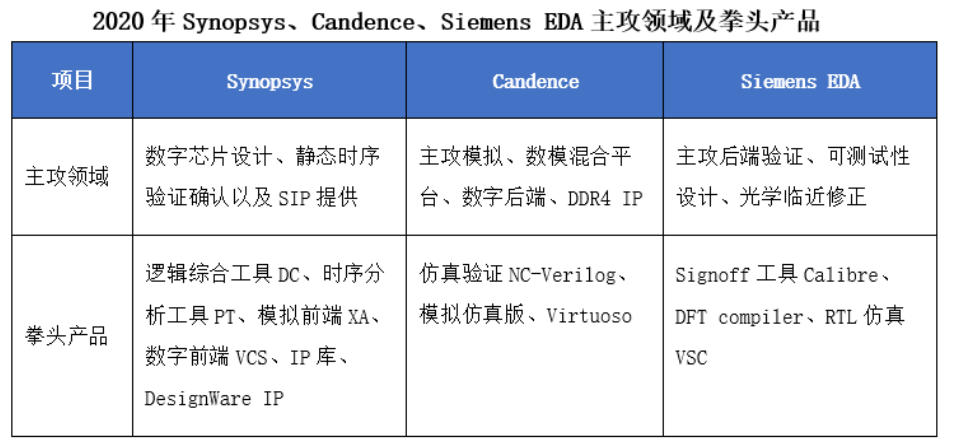 2020 年 Synopsys、Candence、Siemens EDA 主攻领域及拳头产品
项目
Synopsys
Candence
Siemens EDA
主攻领域
数字芯片设计、静态时序
验证确认以及 SIP 提供
主攻模拟、数模混合平
台、数字后端、DDR4 IP
主攻后端验证、可测试性
设计、光学临近修正
拳头产品
逻辑综合工具 DC、时序分
析工具 PT、模拟前端 XA、
数字前端 VCS、IP 库、
DesignWare IP
仿真验证 NC-Verilog、
模拟仿真版、Virtuoso
Signoff 工具 Calibre、
DFT compiler、RTL 仿真
VSC